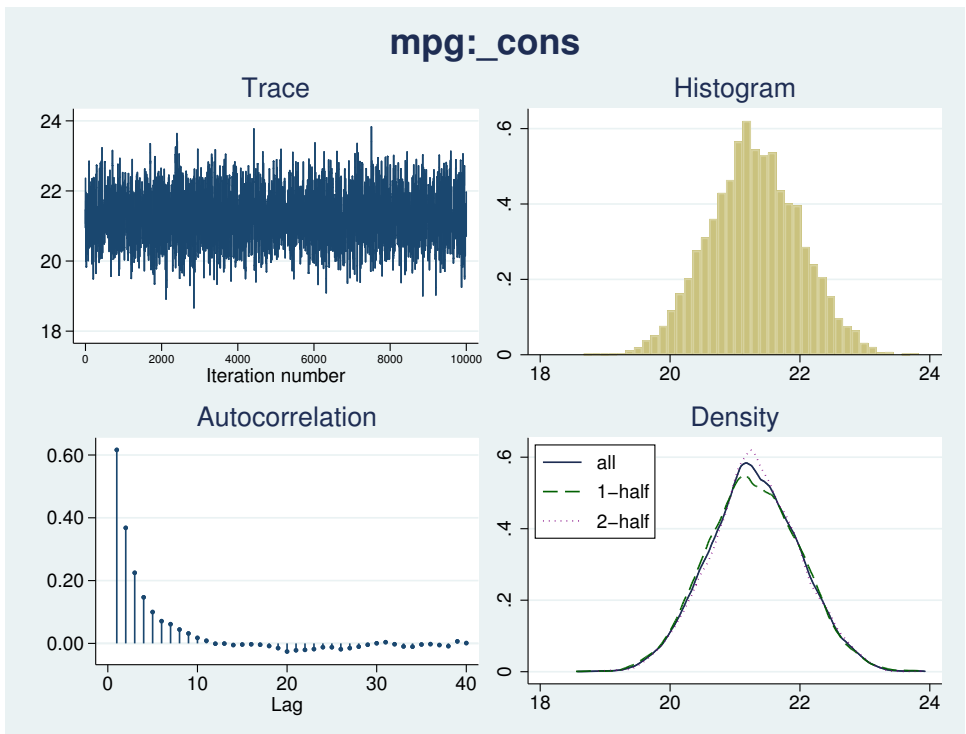 mpg:_cons
Trace
24
22
20
18
0 2000 4000 6000 8000 10000
Iteration number
Histogram
.6
.4
.2
0
18 20 22 24
Autocorrelation
0.60
0.40
0.20
0.00
0 10 20 30 40
Lag
Density
.6
.4
.2
0
all
1−half
2−half
18 20 22 24